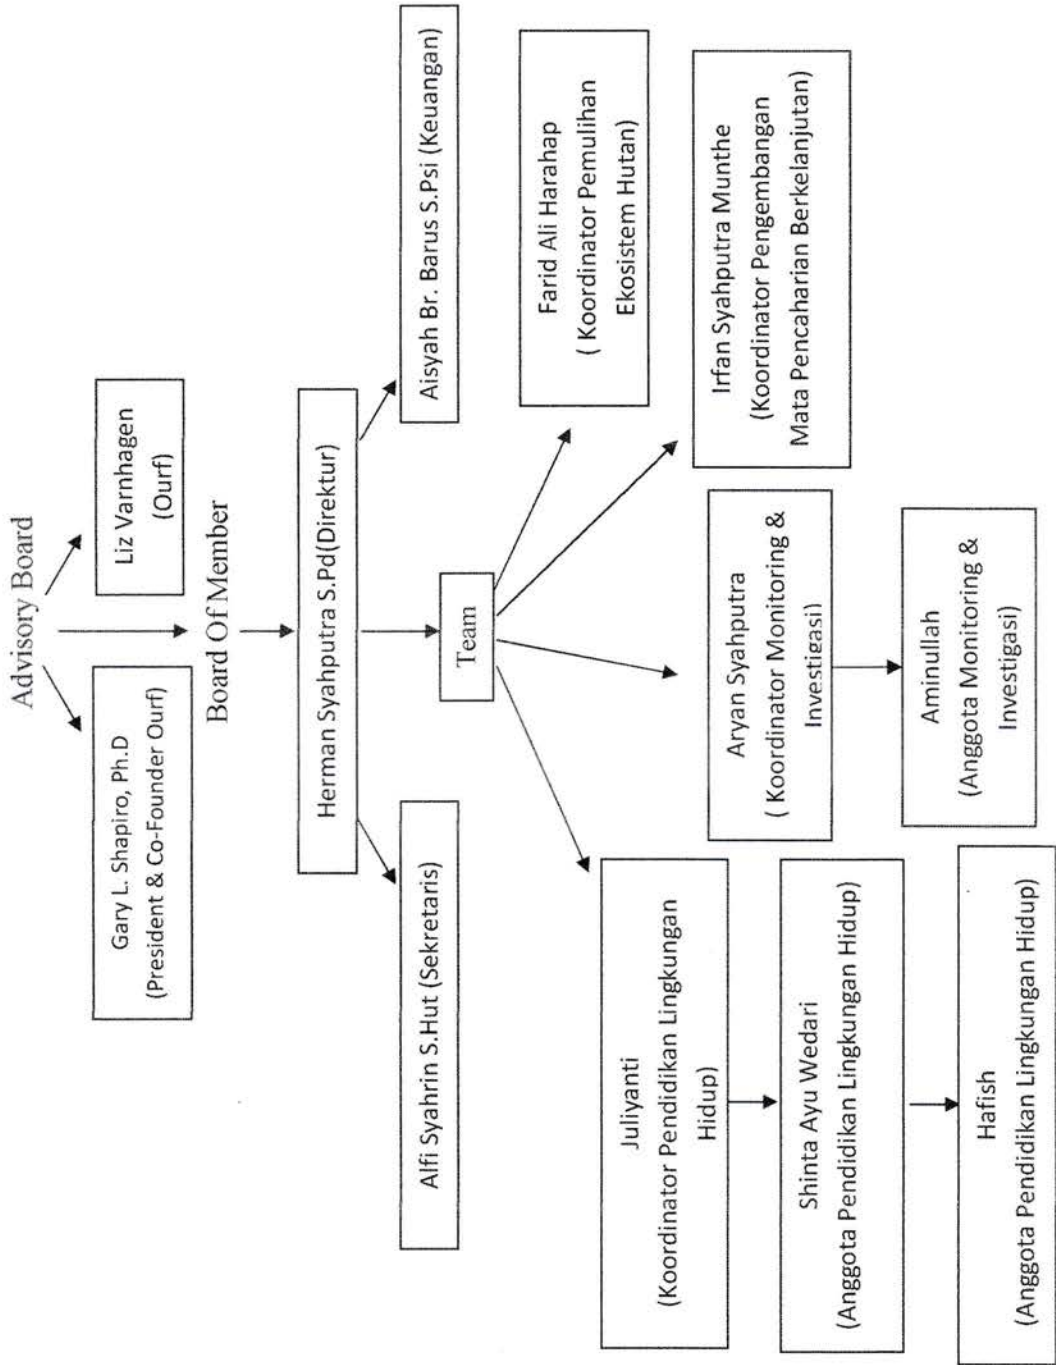 Advisory Board
Gary L. Shapiro, Ph.D
(President & Co-Founder Ourf)
Liz Varnhagen
(Ourf)
Board Of Member
Herman Syahputra S.Pd(Direktur)
Alfi Syahrin S.Hut (Sekretaris)
Aisyah Br. Barus S.Psi (Keuangan)
Team
Juliyanti
(Koordinator Pendidikan Lingkungan
Hidup)
Shinta Ayu Wedari
(Anggota Pendidikan Lingkungan Hidup)
Hafish
(Anggota Pendidikan Lingkungan Hidup)
Aryan Syahputra
( Koordinator Monitoring &
Investigasi)
Aminullah
(Anggota Monitoring &
Investigasi)
Farid Ali Harahap
( Koordinator Pemulihan
Ekosistem Hutan)
Irfan Syahputra Munthe
(Koordinator Pengembangan
Mata Pencaharian Berkelanjutan)